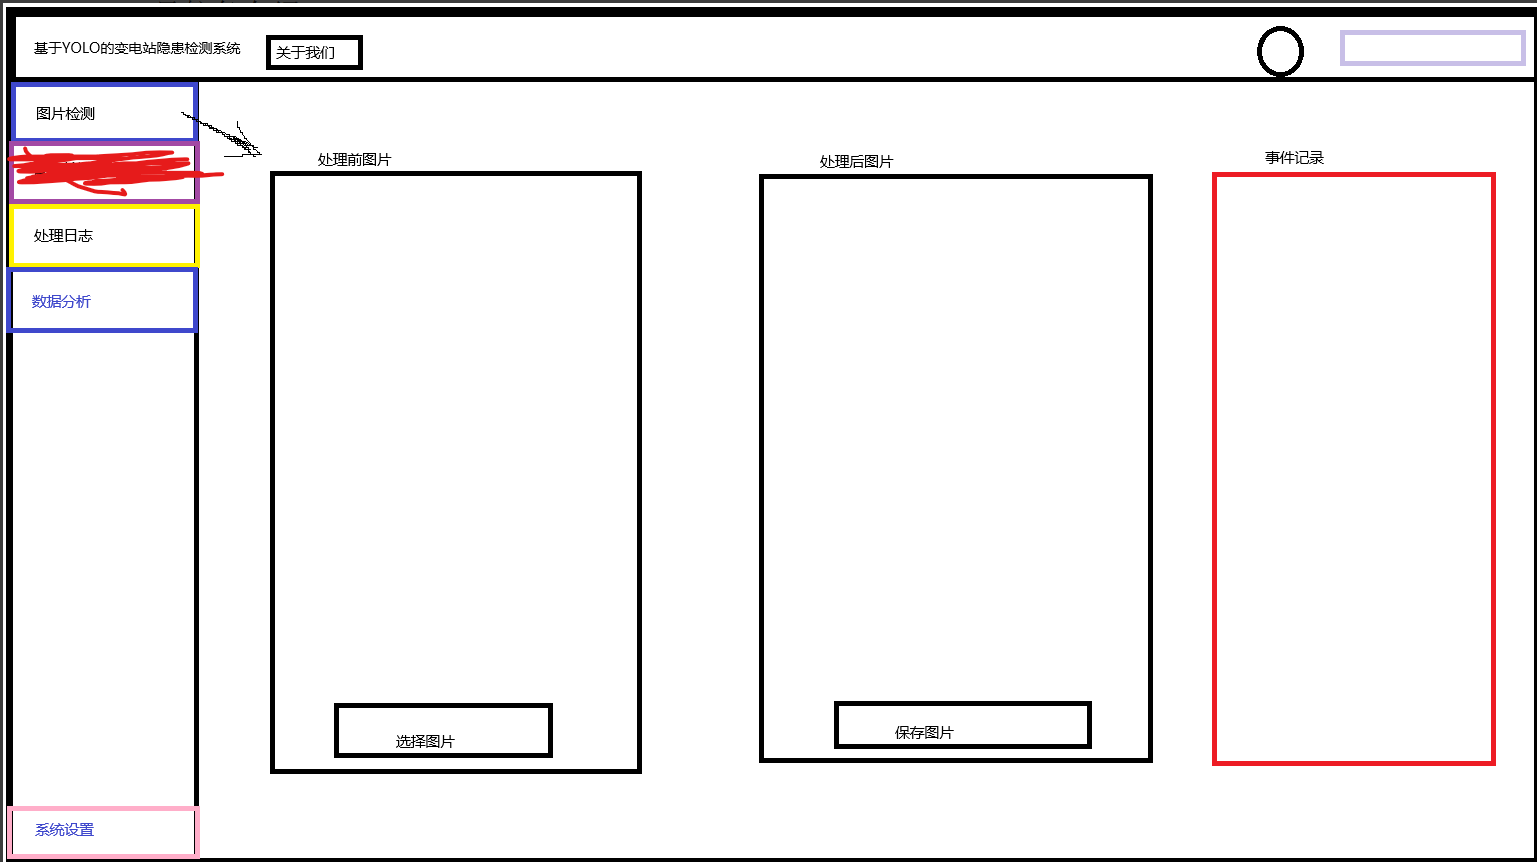 基于YOLO的变电站隐患检测系统
关于我们
图片检测
处理日志
数据分析
系统设置
处理前图片
选择图片
处理后图片
保存图片
事件记录